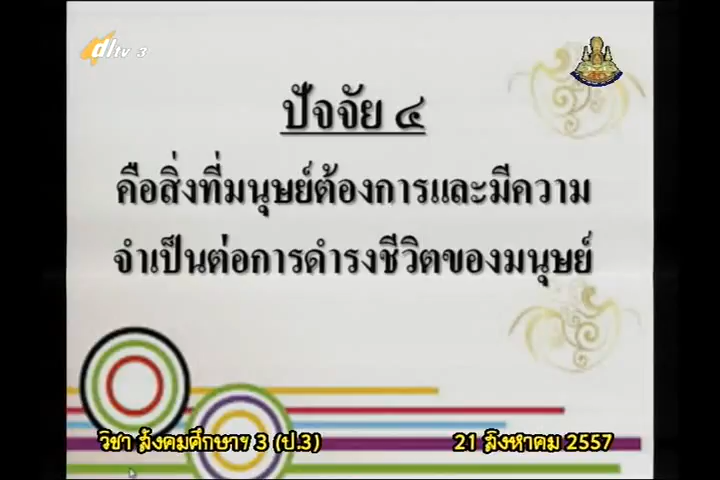 dltv 3
ปัจจัย ๔
คือสิ่งที่มนุษย์ต้องการและมีความ
จำเป็นต่อการดำรงชีวิตของมนุษย์
วิชา สังคมศึกษาฯ 3 (ป.3)
21 สิงหาคม 2557